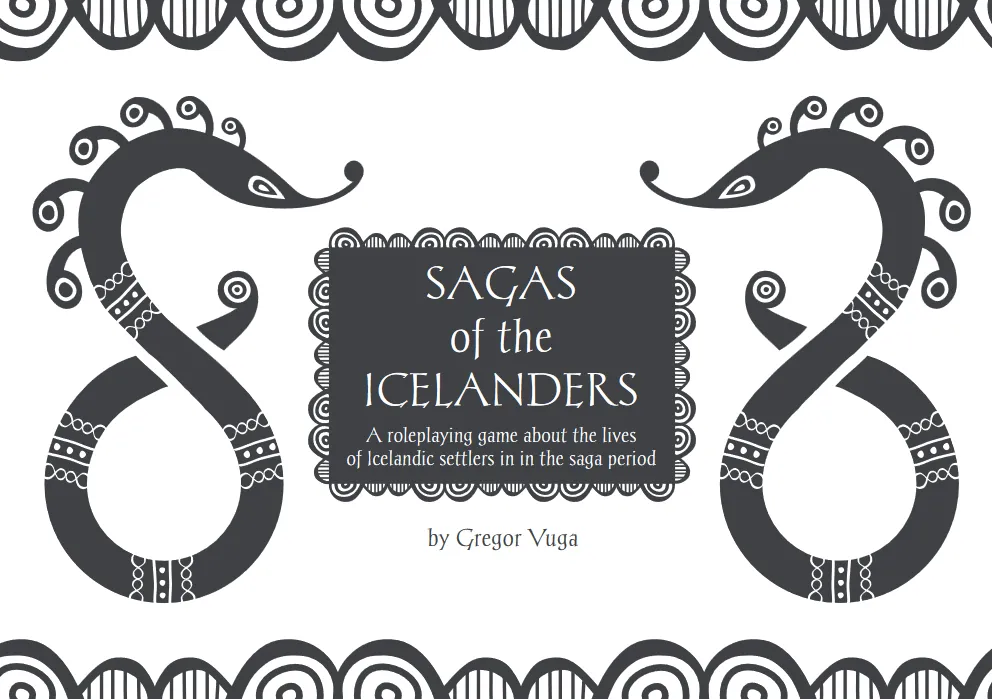 SAGAS
of the
ICELANDERS
A roleplaying game about the lives
of Icelandic settlers in in the saga period
by Gregor Vuga